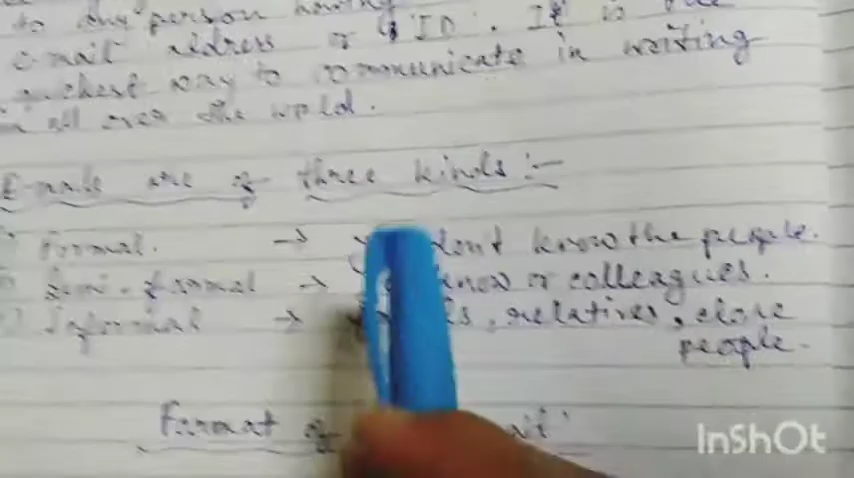 to any person having
e-mail address or ID. It is the
quickest way to communicate in writing
in all over the world.
E-mails are of three kinds:-
formal. → don't know the people.
semi-formal → know or colleagues.
Informal → , relatives, close
people.
Format of
InShOt